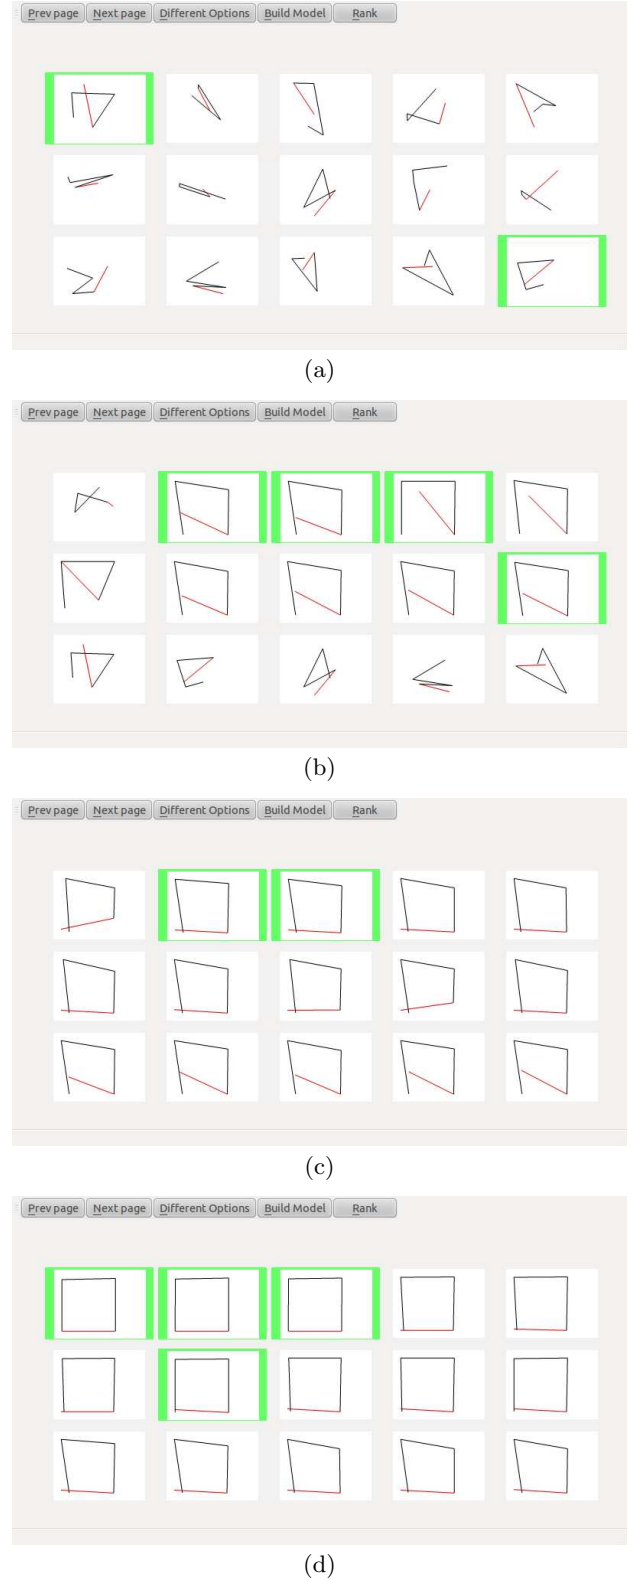 Prev page Next page Different Options Build Model Rank
(a)
Prev page Next page Different Options Build Model Rank
(b)
Prev page Next page Different Options Build Model Rank
(c)
Prev page Next page Different Options Build Model Rank
(d)